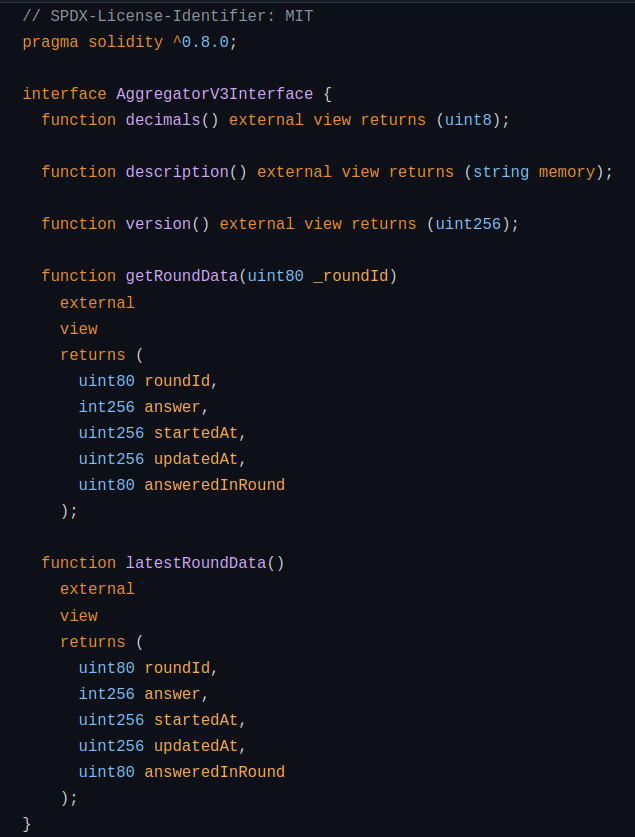 // SPDX-License-Identifier: MIT
pragma solidity ^0.8.0;
interface AggregatorV3Interface {
function decimals() external view returns (uint8);
function description() external view returns (string memory);
function version() external view returns (uint256);
function getRoundData(uint80 _roundId)
external
view
returns (
uint80 roundId,
int256 answer,
uint256 startedAt,
uint256 updatedAt,
uint80 answeredInRound
);
function latestRoundData()
external
view
returns (
uint80 roundId,
int256 answer,
uint256 startedAt,
uint256 updatedAt,
uint80 answeredInRound
);
}